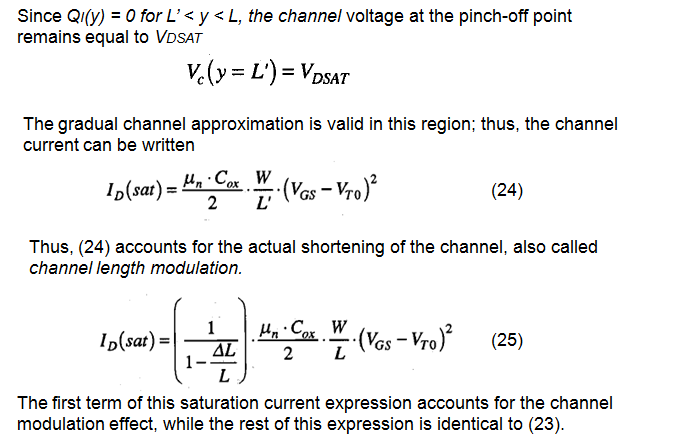 Since QI(y) = 0 for L' < y < L, the channel voltage at the pinch-off point
remains equal to VDSAT
Vc(y = L') = VDSAT
The gradual channel approximation is valid in this region; thus, the channel
current can be written
ID(sat) = μn · Cox / 2 · W / L' · (VGS − VT0)² (24)
Thus, (24) accounts for the actual shortening of the channel, also called
channel length modulation.
ID(sat) = ( 1 / ( 1 − ΔL / L ) ) · μn · Cox / 2 · W / L · (VGS − VT0)² (25)
The first term of this saturation current expression accounts for the channel
modulation effect, while the rest of this expression is identical to (23).